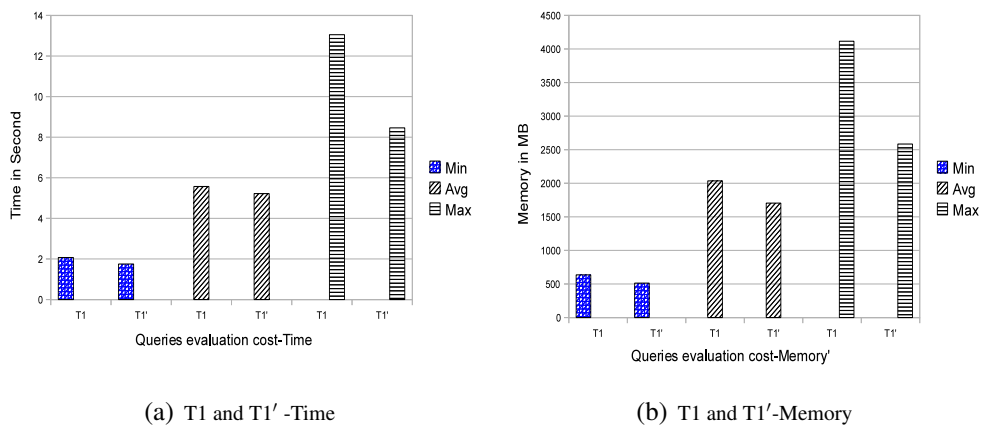 14
12
10
8
6
4
2
0
Time in Second
T1 T1' T1 T1' T1 T1'
Queries evaluation cost-Time
Min
Avg
Max
(a) T1 and T1′ -Time
4500
4000
3500
3000
2500
2000
1500
1000
500
0
Memory in MB
T1 T1' T1 T1' T1 T1'
Queries evaluation cost-Memory'
Min
Avg
Max
(b) T1 and T1′-Memory